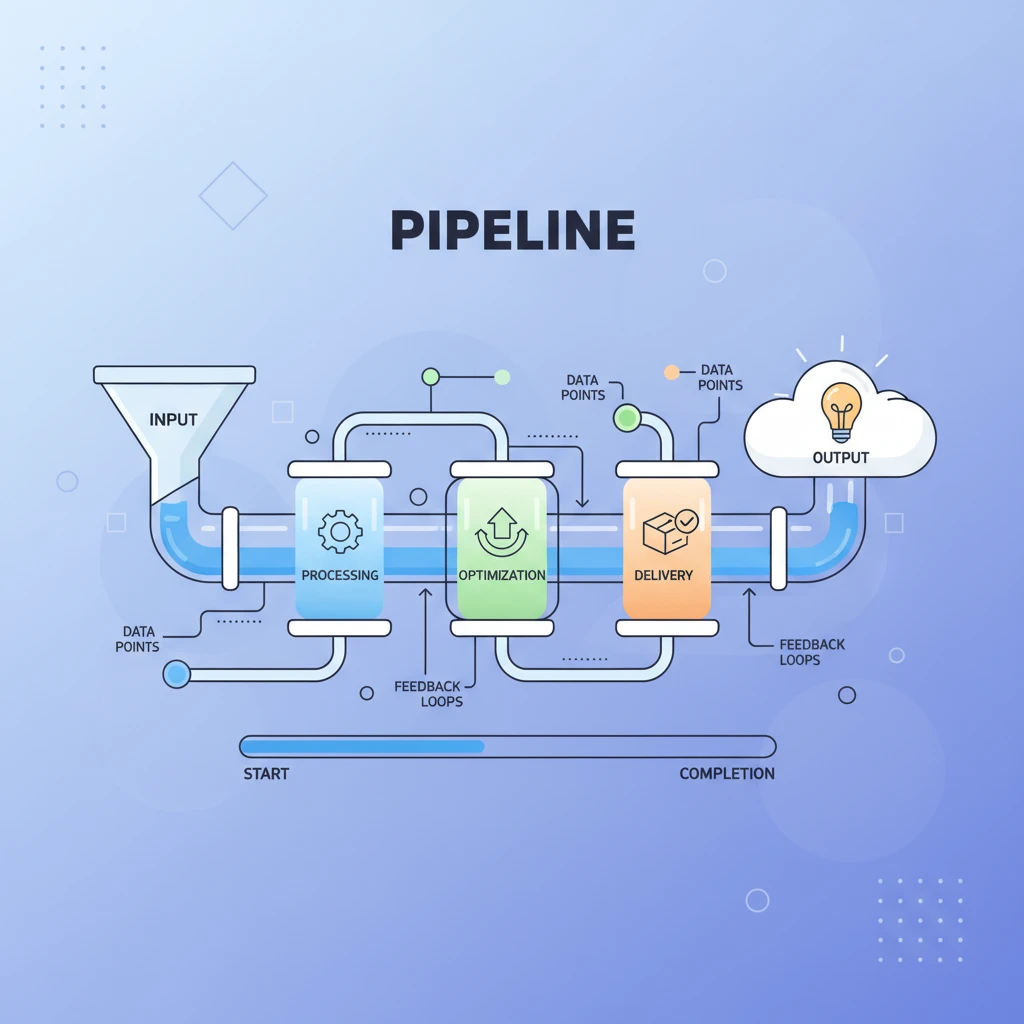 PIPELINE
INPUT
DATA
POINTS
DATA
POINTS
OUTPUT
PROCESSING
OPTIMIZATION
DELIVERY
DATA
POINTS
FEEDBACK
LOOPS
FEEDBACK
LOOPS
START
COMPLETION